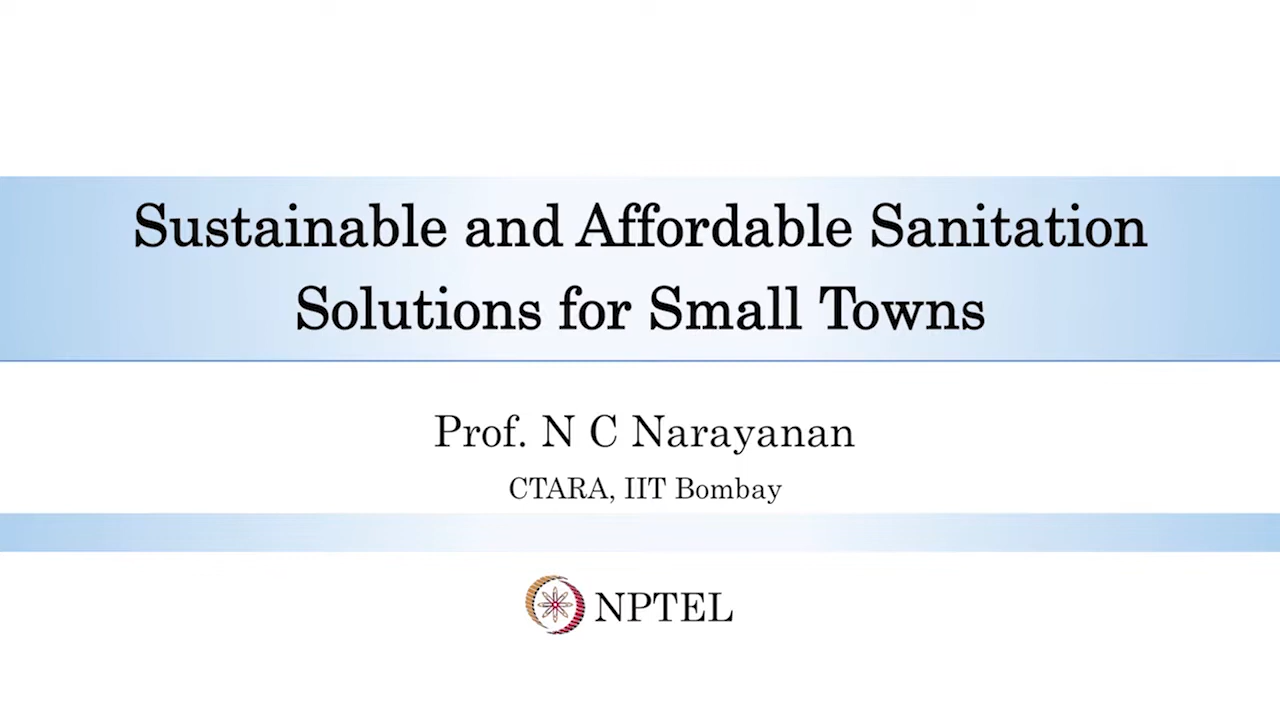 Sustainable and Affordable Sanitation
Solutions for Small Towns
Prof. N C Narayanan
CTARA, IIT Bombay
NPTEL